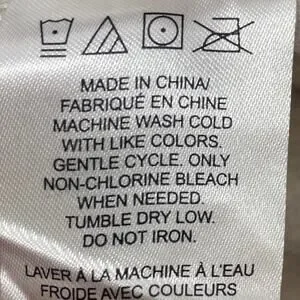 MADE IN CHINA/
FABRIQUÉ EN CHINE
MACHINE WASH COLD
WITH LIKE COLORS.
GENTLE CYCLE. ONLY
NON-CHLORINE BLEACH
WHEN NEEDED.
TUMBLE DRY LOW.
DO NOT IRON.
LAVER À LA MACHINE À L'EAU
FROIDE AVEC COULEURS